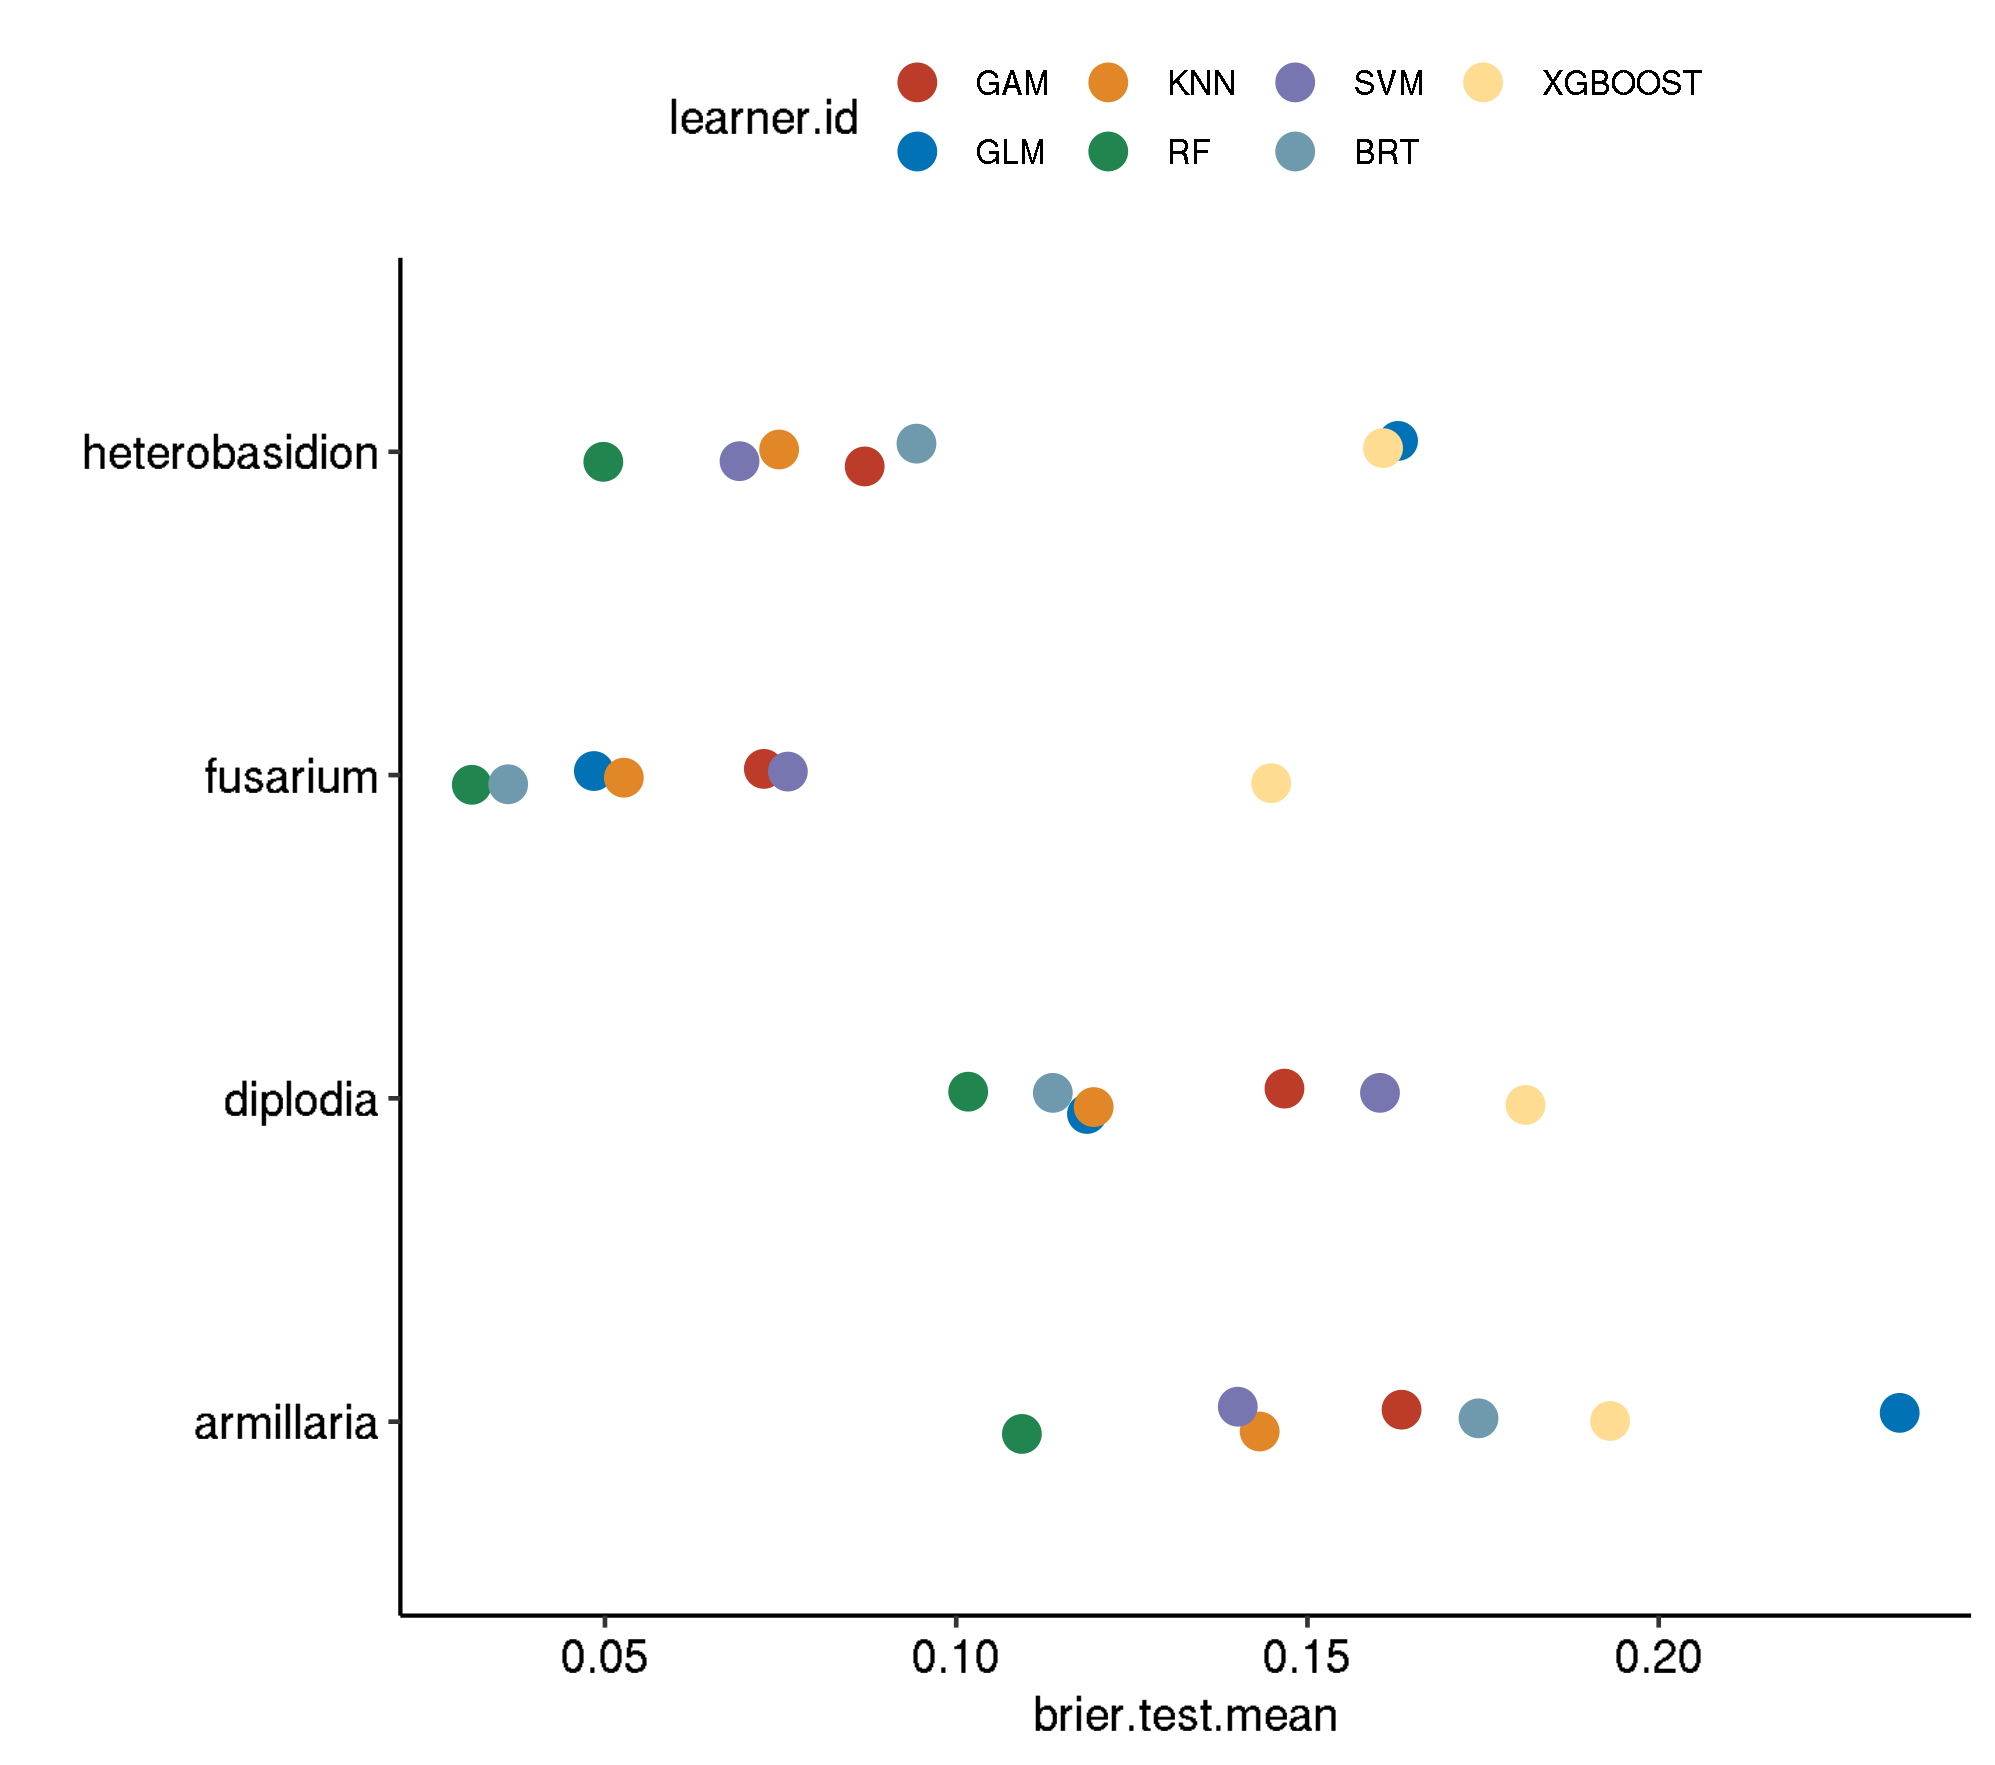 learner.id
GAM KNN SVM XGBOOST
GLM RF BRT
heterobasidion
fusarium
diplodia
armillaria
0.05 0.10 0.15 0.20
brier.test.mean